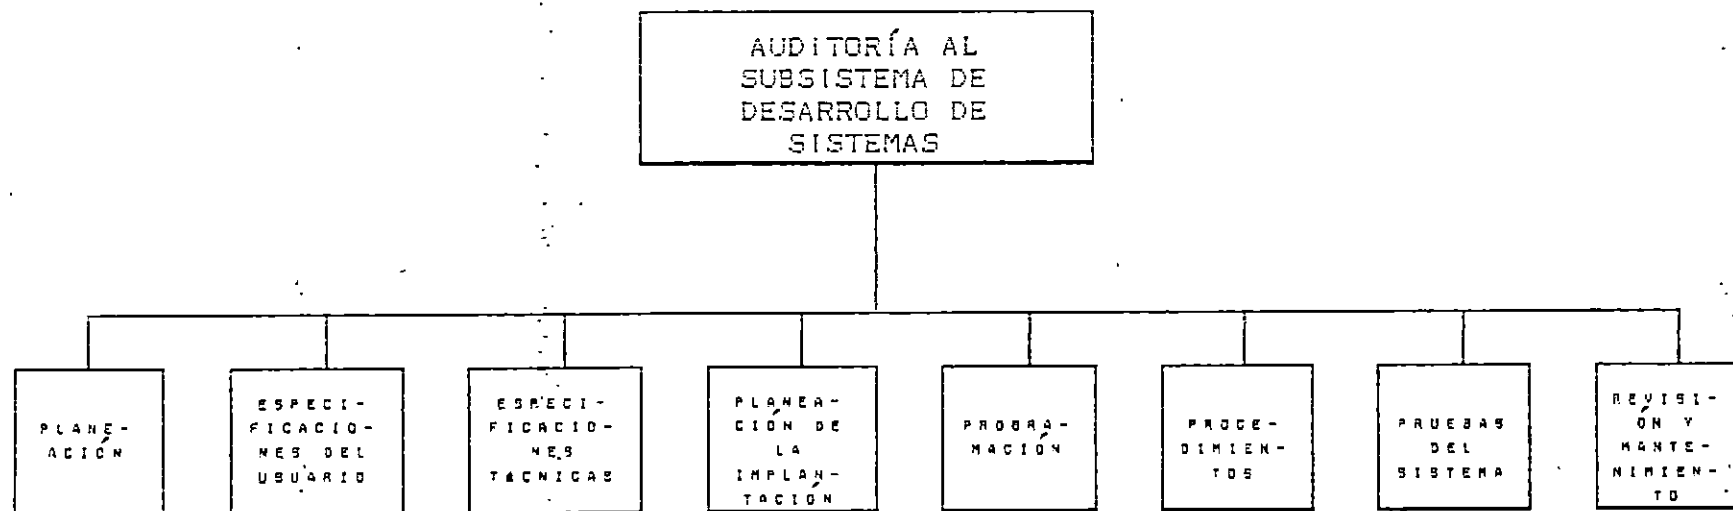 AUDITORÍA AL
SUBSISTEMA DE
DESARROLLO DE
SISTEMAS
PLANE-
ACIÓN
ESPECI-
FICACIO-
NES DEL
USUARIO
ESPECI-
FICACIO-
NES
TÉCNICAS
PLANEA-
CIÓN DE
LA
IMPLAN-
TACIÓN
PROGRA-
MACIÓN
PROCE-
DIMIEN-
TOS
PRUEBAS
DEL
SISTEMA
REVISI-
ÓN Y
MANTE-
NIMIEN-
TO